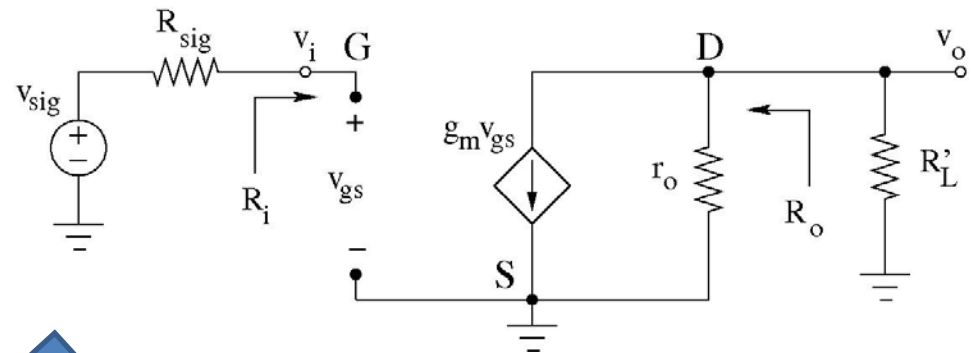 R_sig
v_i
G
D
v_o
v_sig
+
−
R_i
+
v_gs
−
g_m v_gs
r_o
R_o
R'_L
S